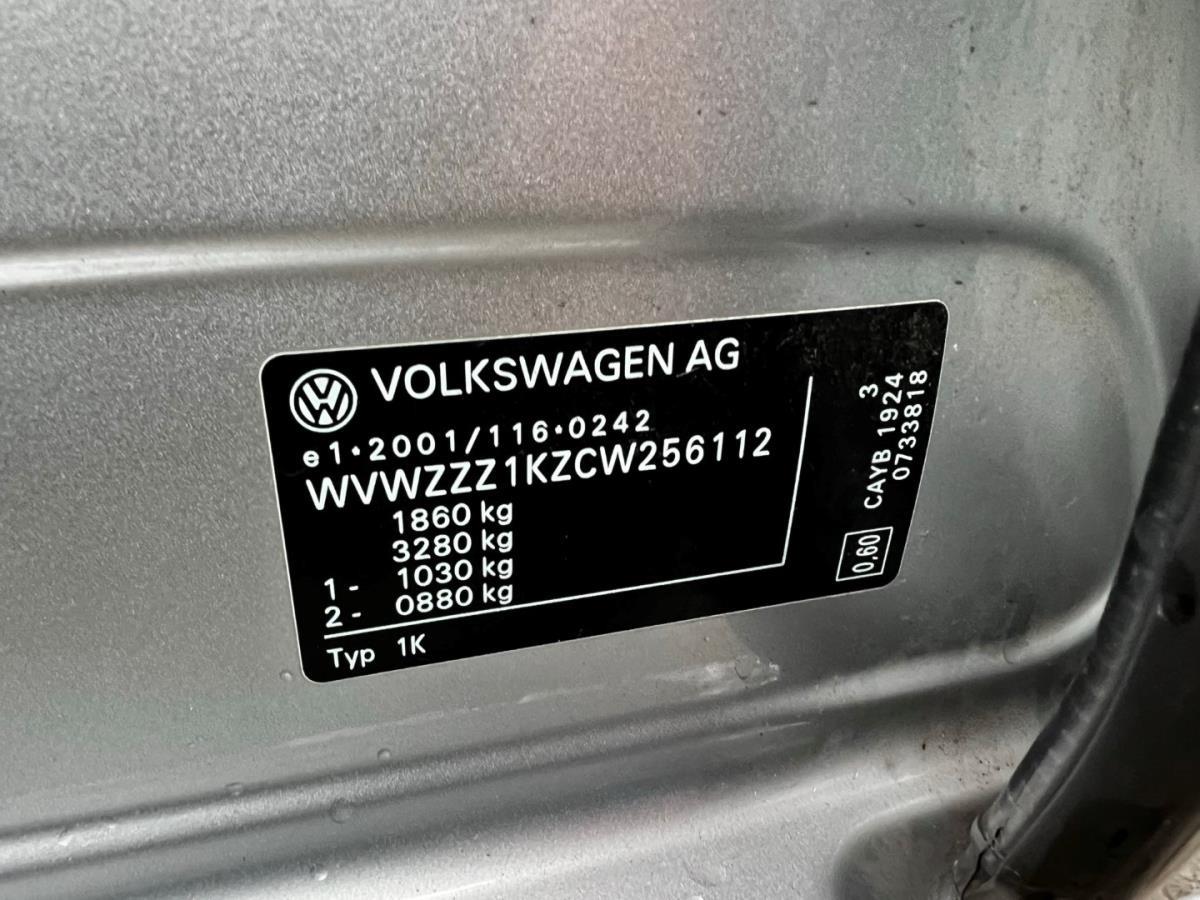 VOLKSWAGEN AG
e1*2001/116*0242
WVWZZZ1KZCW256112
1860 kg
3280 kg
1 - 1030 kg
2 - 0880 kg
Typ 1K
3
CAYB 1924
0733818
0,60